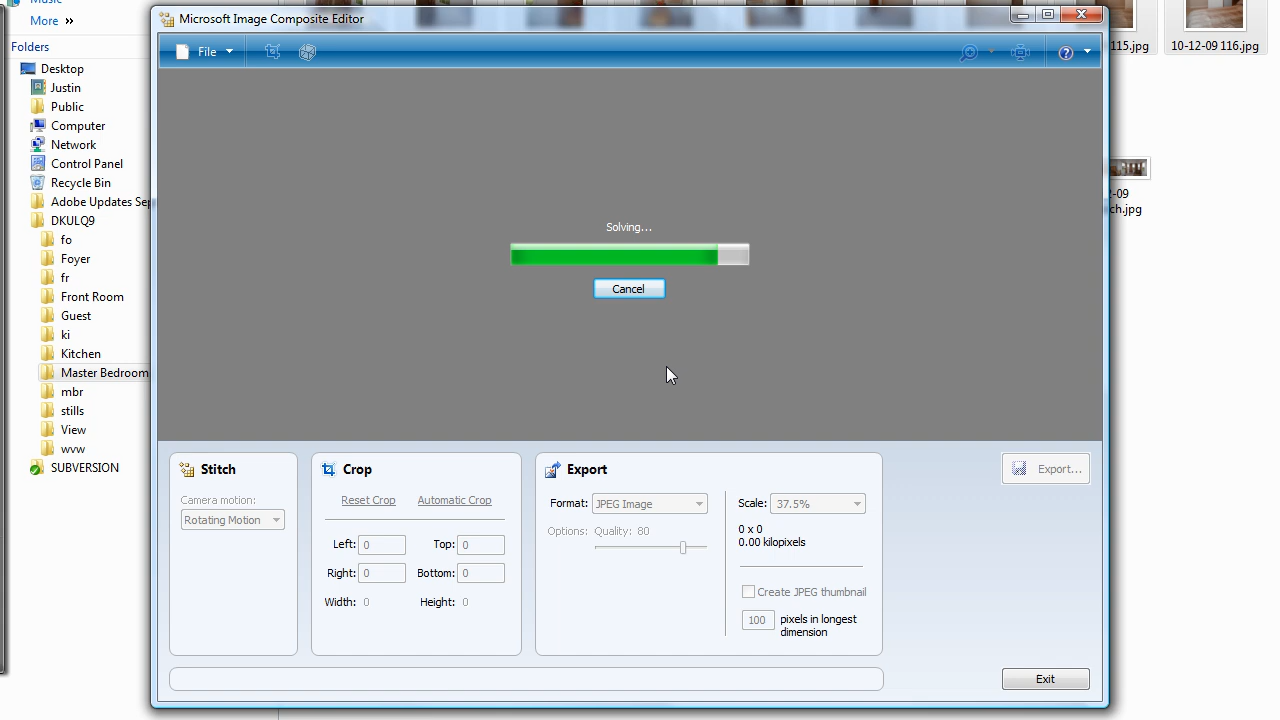 Music
More »
Folders
Desktop
Justin
Public
Computer
Network
Control Panel
Recycle Bin
Adobe Updates Sep
DKULQ9
fo
Foyer
fr
Front Room
Guest
ki
Kitchen
Master Bedroom
mbr
stills
View
wvw
SUBVERSION
Microsoft Image Composite Editor
File
Solving...
Cancel
Stitch
Camera motion:
Rotating Motion
Crop
Reset Crop Automatic Crop
Left: 0 Top: 0
Right: 0 Bottom: 0
Width: 0 Height: 0
Export
Format: JPEG Image
Options: Quality: 80
Scale: 37.5%
0 x 0
0.00 kilopixels
Create JPEG thumbnail
100 pixels in longest
dimension
Export...
Exit
115.jpg
10-12-09 116.jpg
2-09
ch.jpg